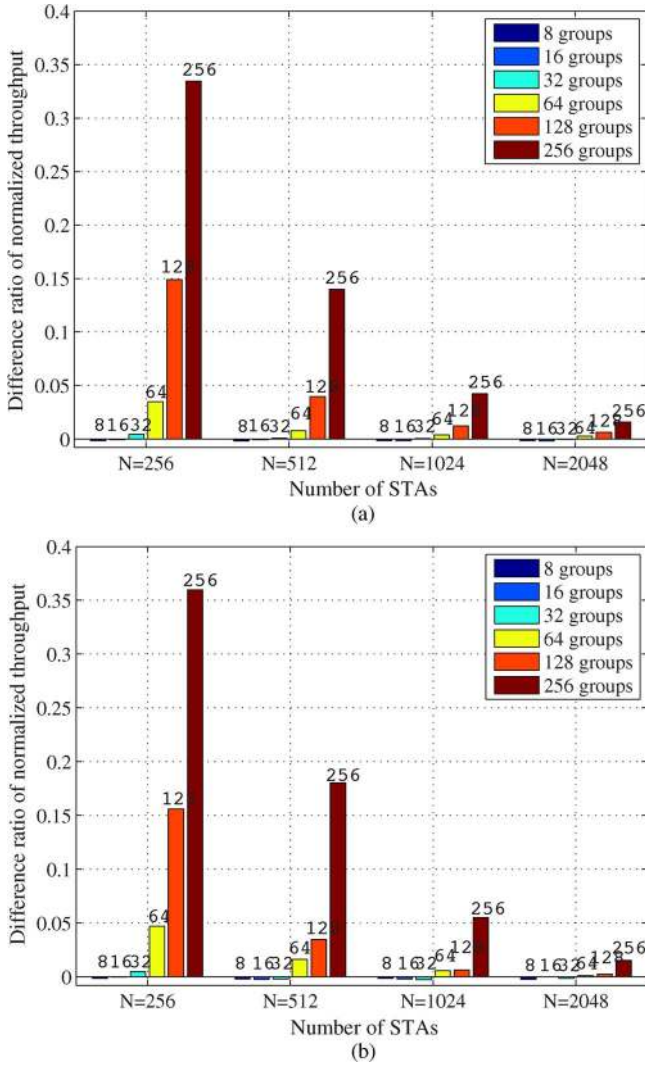 0.4
0.35
0.3
0.25
0.2
0.15
0.1
0.05
0
Difference ratio of normalized throughput
8 groups
16 groups
32 groups
64 groups
128 groups
256 groups
8 16 32 64 12 256
8 16 32 64 12 256
8 16 32 64 128 256
8 16 32 64 128 256
N=256 N=512 N=1024 N=2048
Number of STAs
(a)
0.4
0.35
0.3
0.25
0.2
0.15
0.1
0.05
0
Difference ratio of normalized throughput
8 groups
16 groups
32 groups
64 groups
128 groups
256 groups
8 16 32 64 12 256
8 16 32 64 12 256
8 16 32 64 128 256
8 16 32 64 128 256
N=256 N=512 N=1024 N=2048
Number of STAs
(b)